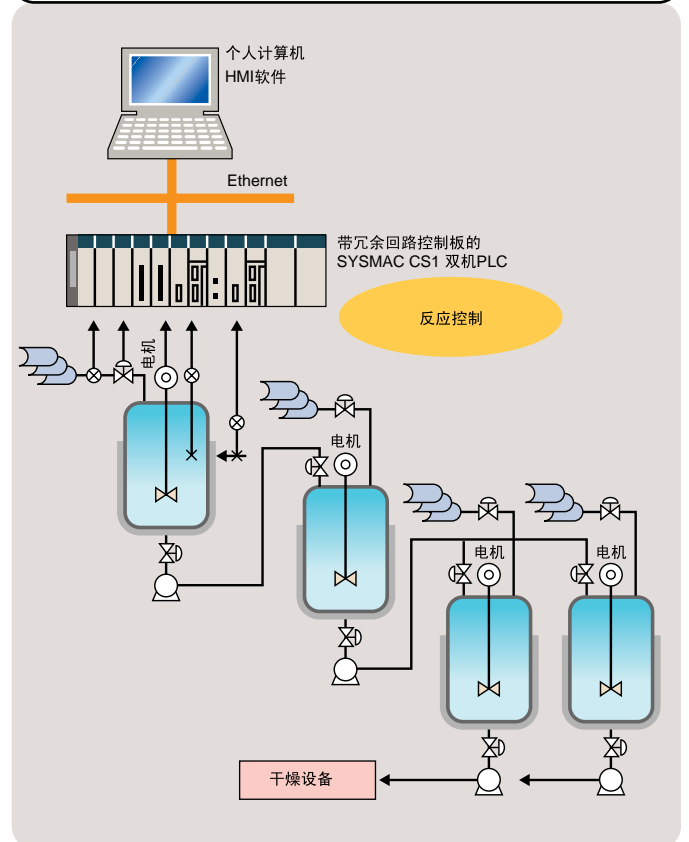 个人计算机
HMI软件
Ethernet
带冗余回路控制板的
SYSMAC CS1 双机PLC
反应控制
电机
电机
电机
电机
干燥设备